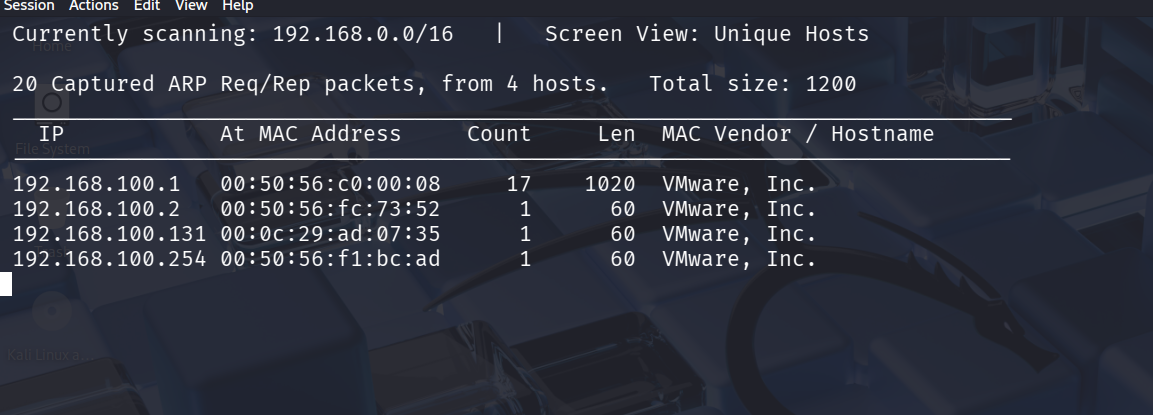 Session Actions Edit View Help
Currently scanning: 192.168.0.0/16 | Screen View: Unique Hosts
20 Captured ARP Req/Rep packets, from 4 hosts. Total size: 1200
IP At MAC Address Count Len MAC Vendor / Hostname
192.168.100.1 00:50:56:c0:00:08 17 1020 VMware, Inc.
192.168.100.2 00:50:56:fc:73:52 1 60 VMware, Inc.
192.168.100.131 00:0c:29:ad:07:35 1 60 VMware, Inc.
192.168.100.254 00:50:56:f1:bc:ad 1 60 VMware, Inc.
Home
File System
Kali Linux a...